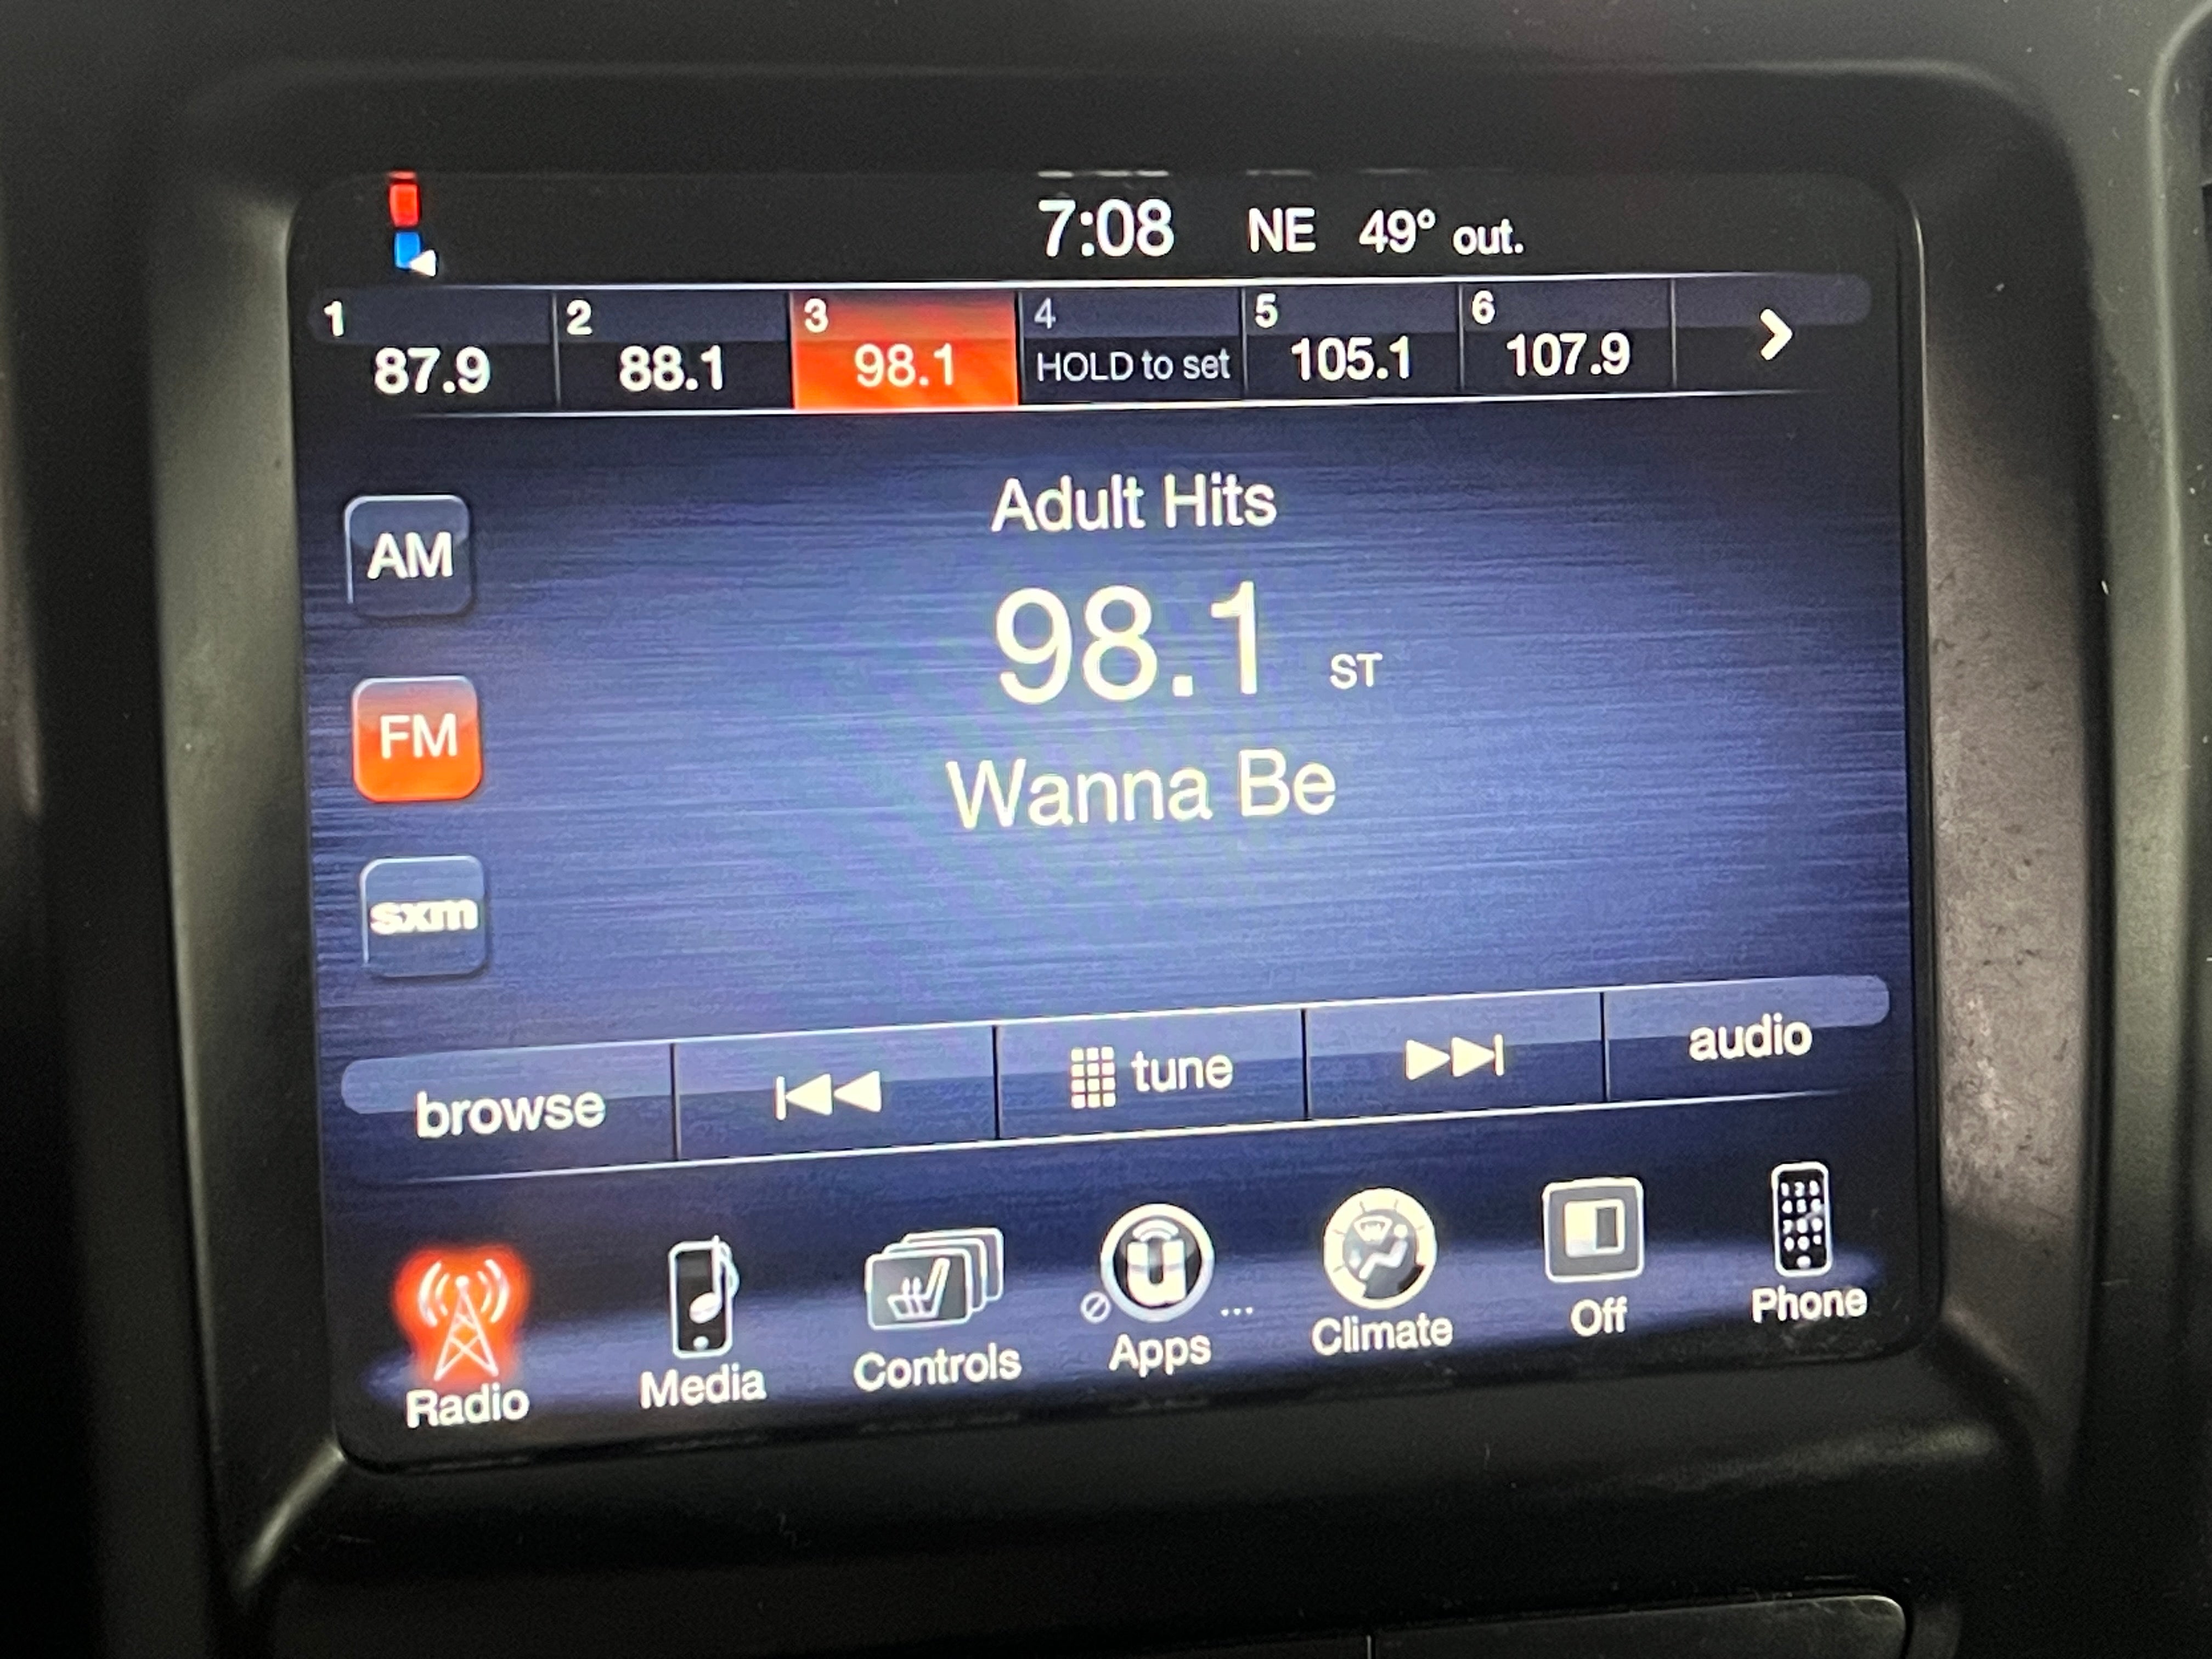 7:08 NE 49° out.
1 2 3 4 5 6
87.9 88.1 98.1 HOLD to set 105.1 107.9
Adult Hits
AM
98.1 ST
FM
Wanna Be
sxm
browse tune audio
Radio Media Controls Apps ... Climate Off Phone